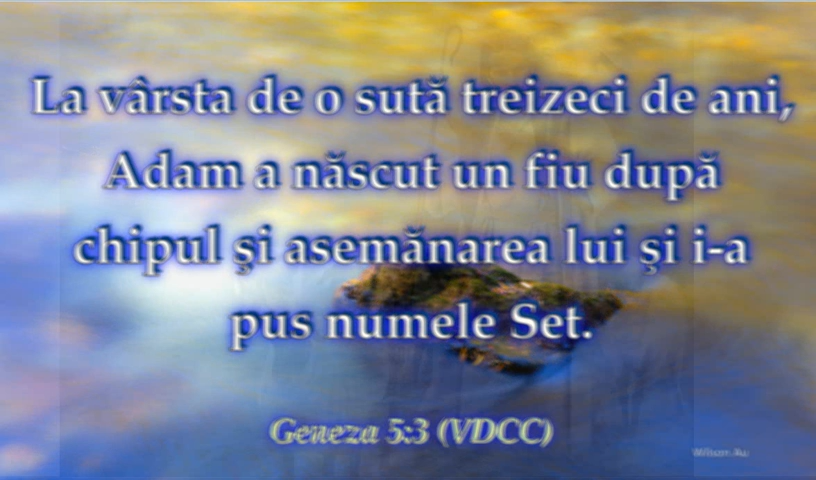 La vârsta de o sută treizeci de ani,
Adam a născut un fiu după
chipul şi asemănarea lui şi i-a
pus numele Set.
Geneza 5:3 (VDCC)